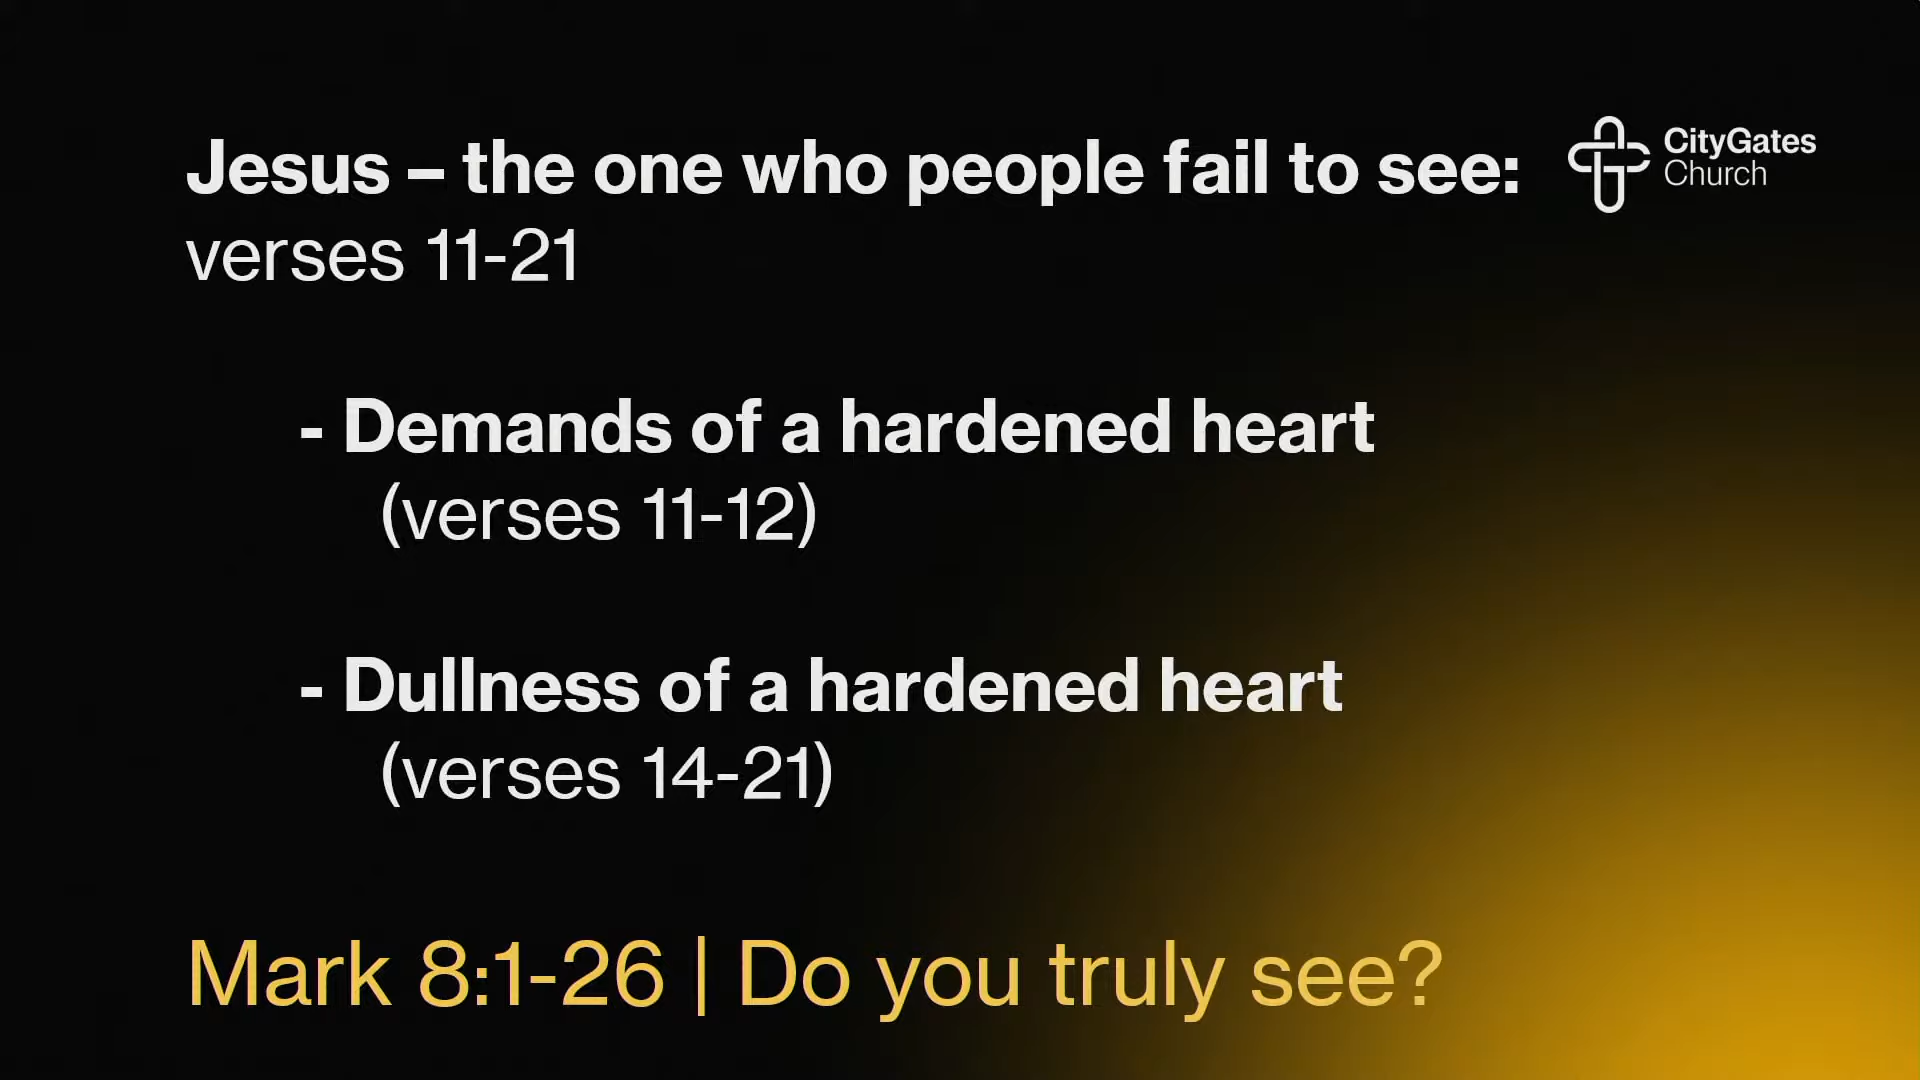 Jesus – the one who people fail to see:
verses 11-21
CityGates
Church
- Demands of a hardened heart
(verses 11-12)
- Dullness of a hardened heart
(verses 14-21)
Mark 8:1-26 | Do you truly see?